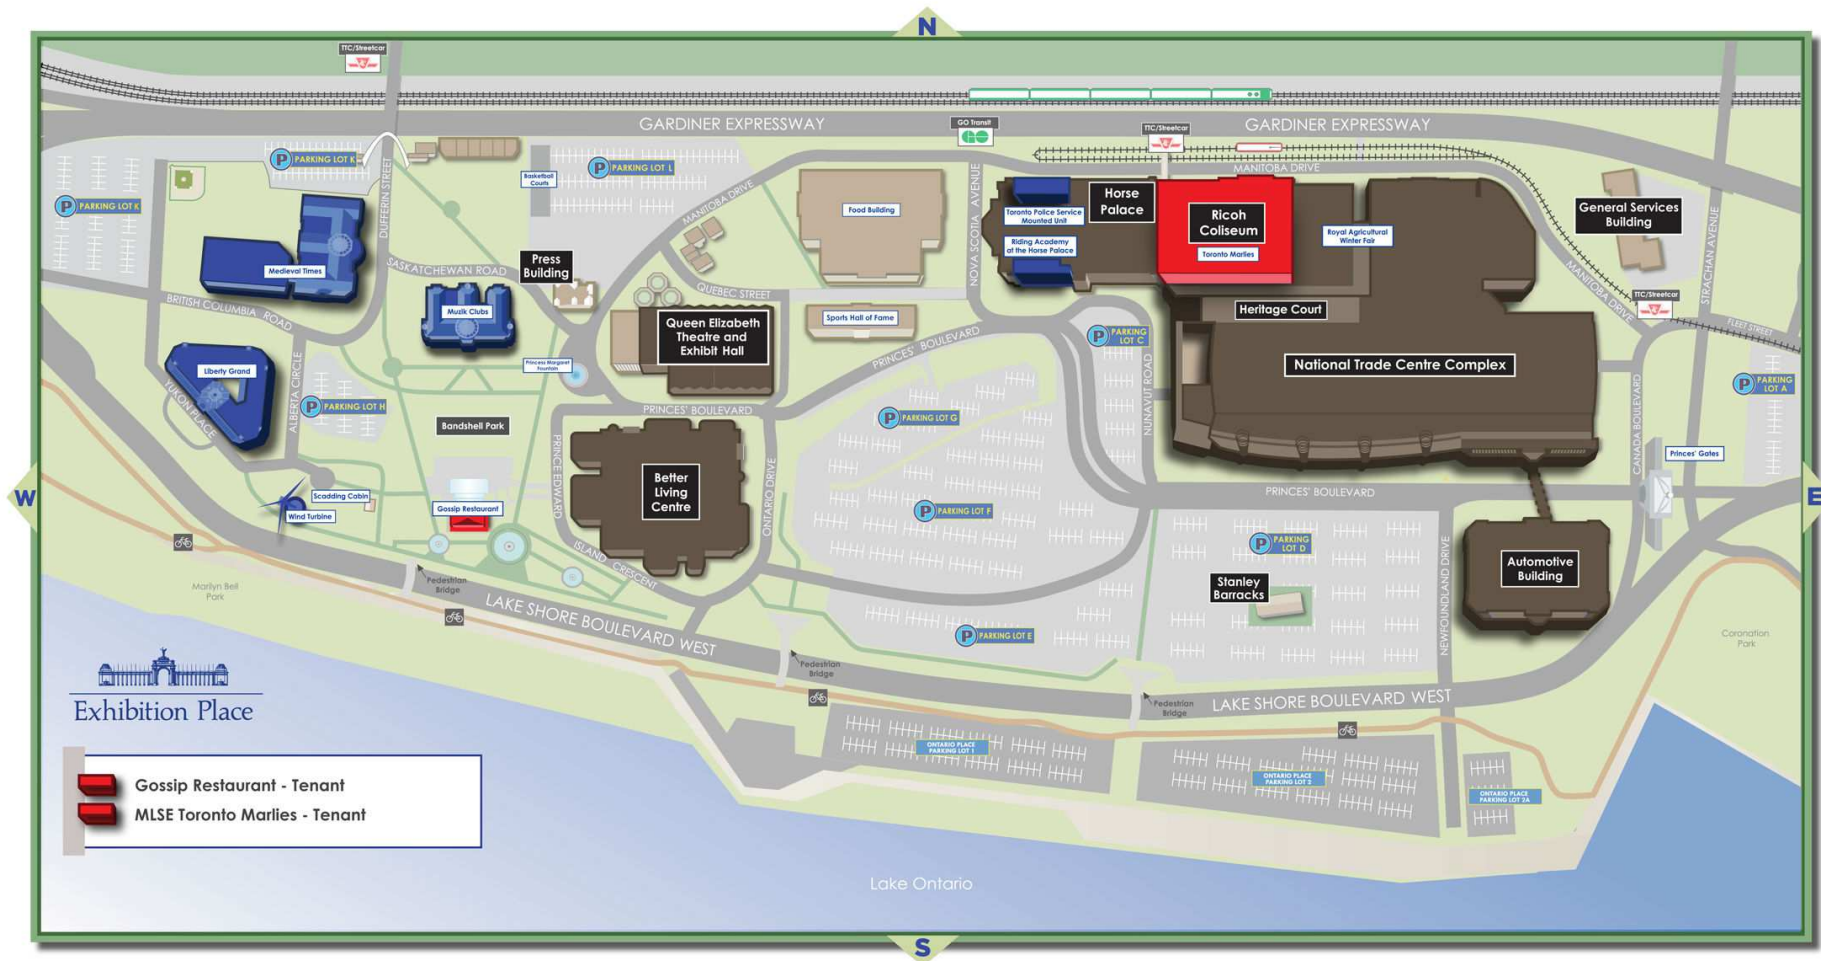 N
TTC/Streetcar
GARDINER EXPRESSWAY
GO Transit
TTC/Streetcar
GARDINER EXPRESSWAY
MANITOBA DRIVE
P PARKING LOT K
P PARKING LOT K
DUFFERIN STREET
Basketball
Courts
P PARKING LOT L
MANITOBA DRIVE
Food Building
NOVA SCOTIA AVENUE
Toronto Police Service
Mounted Unit
Riding Academy
at the Horse Palace
Horse
Palace
Ricoh
Coliseum
Toronto Marlies
Royal Agricultural
Winter Fair
General Services
Building
STRACHAN AVENUE
MANITOBA DRIVE
TTC/Streetcar
FLEET STREET
Medieval Times
SASKATCHEWAN ROAD
Press
Building
QUEBEC STREET
BRITISH COLUMBIA ROAD
Muzik Clubs
Queen Elizabeth
Theatre and
Exhibit Hall
Sports Hall of Fame
PRINCES' BOULEVARD
P PARKING
LOT C
NUNAVUT ROAD
Heritage Court
National Trade Centre Complex
CANADA BOULEVARD
P PARKING
LOT A
Liberty Grand
YUKON PLACE
ALBERTA CIRCLE
P PARKING LOT H
Princess Margaret
Fountain
PRINCES' BOULEVARD
Bandshell Park
PRINCE EDWARD
ISLAND CRESCENT
Better
Living
Centre
ONTARIO DRIVE
P PARKING LOT G
P PARKING LOT F
P PARKING LOT E
PRINCES' BOULEVARD
Princes' Gates
W
E
Scadding Cabin
Wind Turbine
Gossip Restaurant
P PARKING
LOT D
Stanley
Barracks
NEWFOUNDLAND DRIVE
Automotive
Building
Marilyn Bell
Park
Pedestrian
Bridge
LAKE SHORE BOULEVARD WEST
Pedestrian
Bridge
Pedestrian
Bridge
LAKE SHORE BOULEVARD WEST
Coronation
Park
ONTARIO PLACE
PARKING LOT 1
ONTARIO PLACE
PARKING LOT 2
ONTARIO PLACE
PARKING LOT 2A
Exhibition Place
Gossip Restaurant - Tenant
MLSE Toronto Marlies - Tenant
Lake Ontario
S